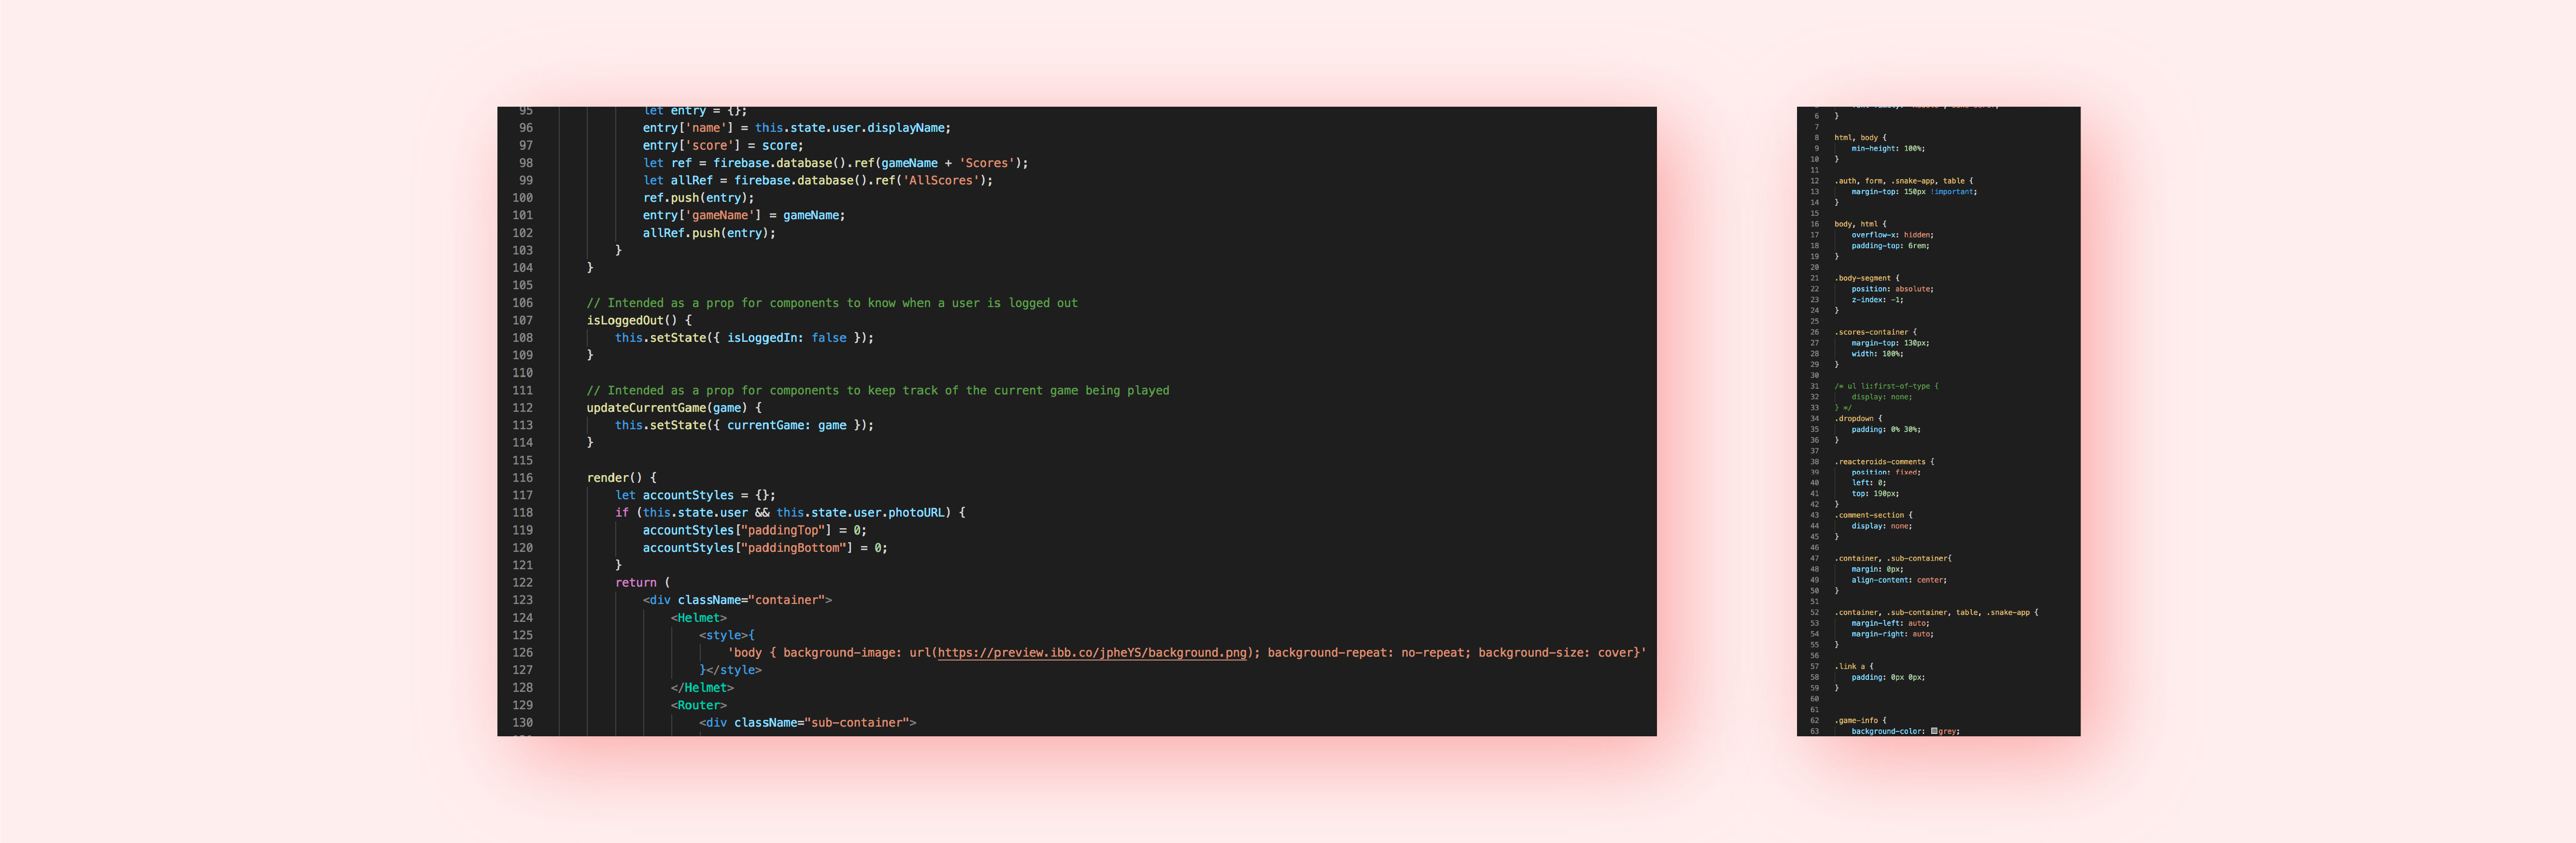 95 let entry = {};
96 entry['name'] = this.state.user.displayName;
97 entry['score'] = score;
98 let ref = firebase.database().ref(gameName + 'Scores');
99 let allRef = firebase.database().ref('AllScores');
100 ref.push(entry);
101 entry['gameName'] = gameName;
102 allRef.push(entry);
103 }
104 }
105
106 // Intended as a prop for components to know when a user is logged out
107 isLoggedOut() {
108 this.setState({ isLoggedIn: false });
109 }
110
111 // Intended as a prop for components to keep track of the current game being played
112 updateCurrentGame(game) {
113 this.setState({ currentGame: game });
114 }
115
116 render() {
117 let accountStyles = {};
118 if (this.state.user && this.state.user.photoURL) {
119 accountStyles["paddingTop"] = 0;
120 accountStyles["paddingBottom"] = 0;
121 }
122 return (
123 <div className="container">
124 <Helmet>
125 <style>{
126 'body { background-image: url(https://preview.ibb.co/jpheYS/background.png); background-repeat: no-repeat; background-size: cover}'
127 }</style>
128 </Helmet>
129 <Router>
130 <div className="sub-container">
6 }
7
8 html, body {
9 min-height: 100%;
10 }
11
12 .auth, form, .snake-app, table {
13 margin-top: 150px !important;
14 }
15
16 body, html {
17 overflow-x: hidden;
18 padding-top: 6rem;
19 }
20
21 .body-segment {
22 position: absolute;
23 z-index: -1;
24 }
25
26 .scores-container {
27 margin-top: 130px;
28 width: 100%;
29 }
30
31 /* ul li:first-of-type {
32 display: none;
33 } */
34 .dropdown {
35 padding: 0% 30%;
36 }
37
38 .reacteroids-comments {
39 position: fixed;
40 left: 0;
41 top: 190px;
42 }
43 .comment-section {
44 display: none;
45 }
46
47 .container, .sub-container{
48 margin: 0px;
49 align-content: center;
50 }
51
52 .container, .sub-container, table, .snake-app {
53 margin-left: auto;
54 margin-right: auto;
55 }
56
57 .link a {
58 padding: 0px 0px;
59 }
60
61
62 .game-info {
63 background-color: grey;